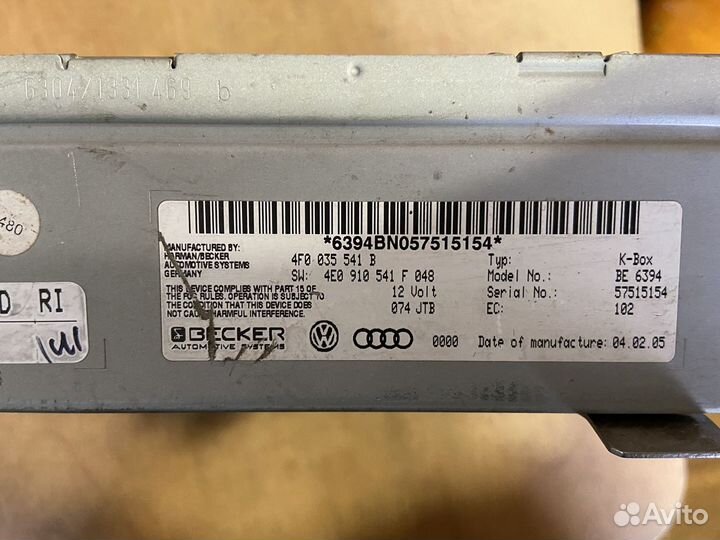 6304/1331 469 b
480
D RI
*6394BN057515154*
MANUFACTURED BY:
HARMAN/BECKER
AUTOMOTIVE SYSTEMS
GERMANY
4F0 035 541 B
SW: 4E0 910 541 F 048
Typ: K-Box
Model No.: BE 6394
THIS DEVICE COMPLIES WITH PART 15 OF
THE FUR RULES. OPERATION IS SUBJECT TO
THIS CONDITION THAT THIS DEVICE DOES
NOT CAUSE HARMFUL INTERFERENCE.
12 Volt
074 JTB
Serial No.: 57515154
EC: 102
BECKER
AUTOMOTIVE SYSTEMS
0000
Date of manufacture: 04.02.05
Avito